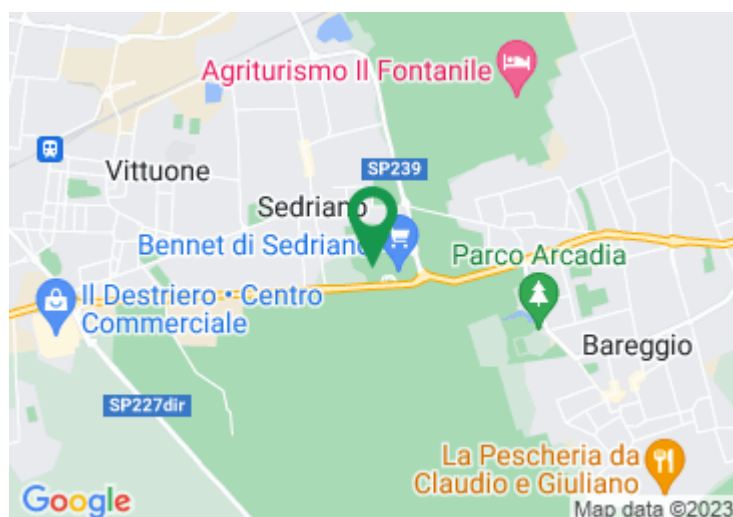 Agriturismo Il Fontanile
Vittuone
SP239
Sedriano
Bennet di Sedriano
Parco Arcadia
Il Destriero • Centro
Commerciale
Bareggio
SP227dir
La Pescheria da
Claudio e Giuliano
Google
Map data ©2023